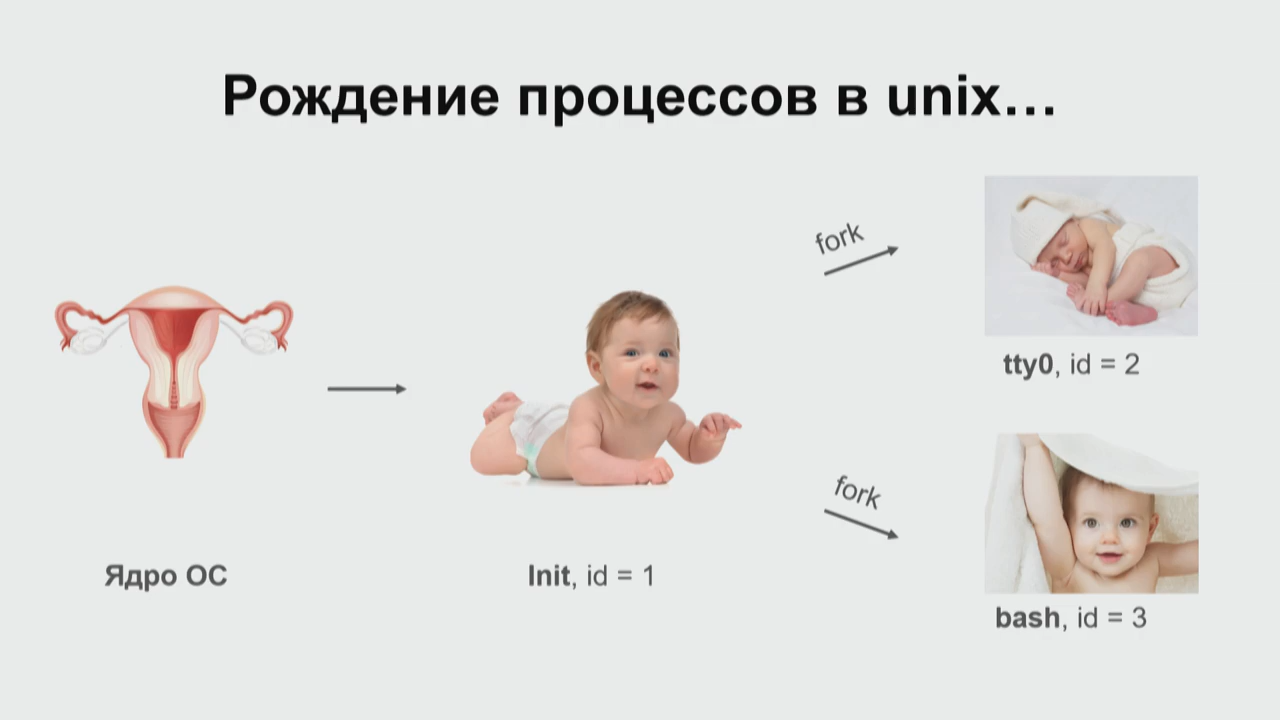 Рождение процессов в unix...
fork
tty0, id = 2
fork
Ядро ОС
Init, id = 1
bash, id = 3